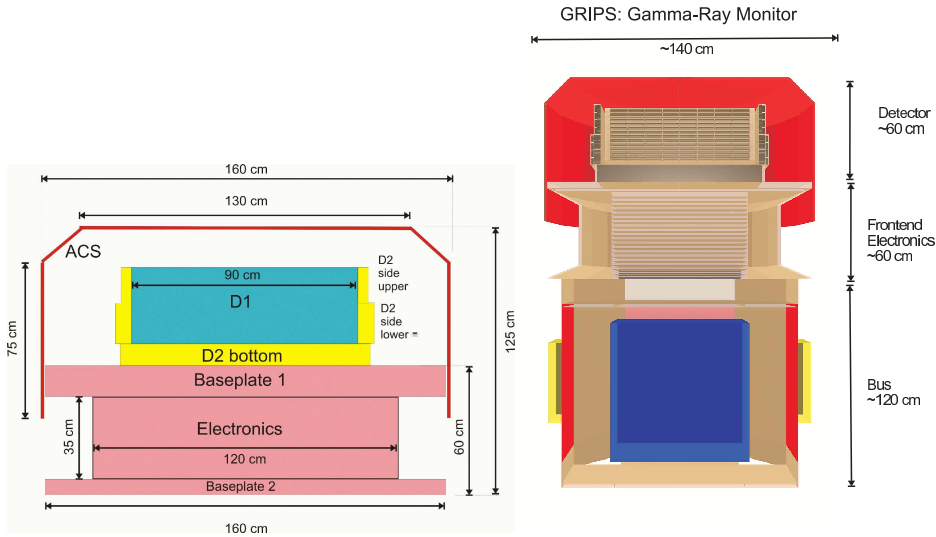 GRIPS: Gamma-Ray Monitor
~140 cm
Detector
~60 cm
Frontend
Electronics
~60 cm
Bus
~120 cm
160 cm
130 cm
ACS
D2
side
upper
90 cm
D1
D2
side
lower =
75 cm
125 cm
D2 bottom
Baseplate 1
35 cm
Electronics
60 cm
120 cm
Baseplate 2
160 cm